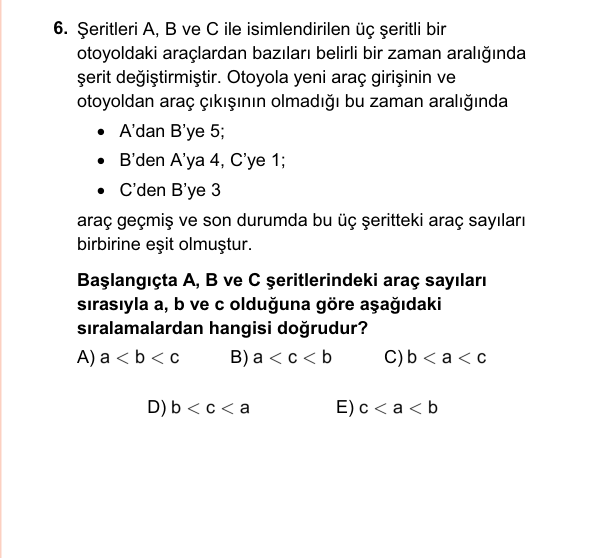 6. Şeritleri A, B ve C ile isimlendirilen üç şeritli bir
otoyoldaki araçlardan bazıları belirli bir zaman aralığında
şerit değiştirmiştir. Otoyola yeni araç girişinin ve
otoyoldan araç çıkışının olmadığı bu zaman aralığında
• A’dan B’ye 5;
• B’den A’ya 4, C’ye 1;
• C’den B’ye 3
araç geçmiş ve son durumda bu üç şeritteki araç sayıları
birbirine eşit olmuştur.
Başlangıçta A, B ve C şeritlerindeki araç sayıları
sırasıyla a, b ve c olduğuna göre aşağıdaki
sıralamalardan hangisi doğrudur?
A) a < b < c B) a < c < b C) b < a < c
D) b < c < a E) c < a < b